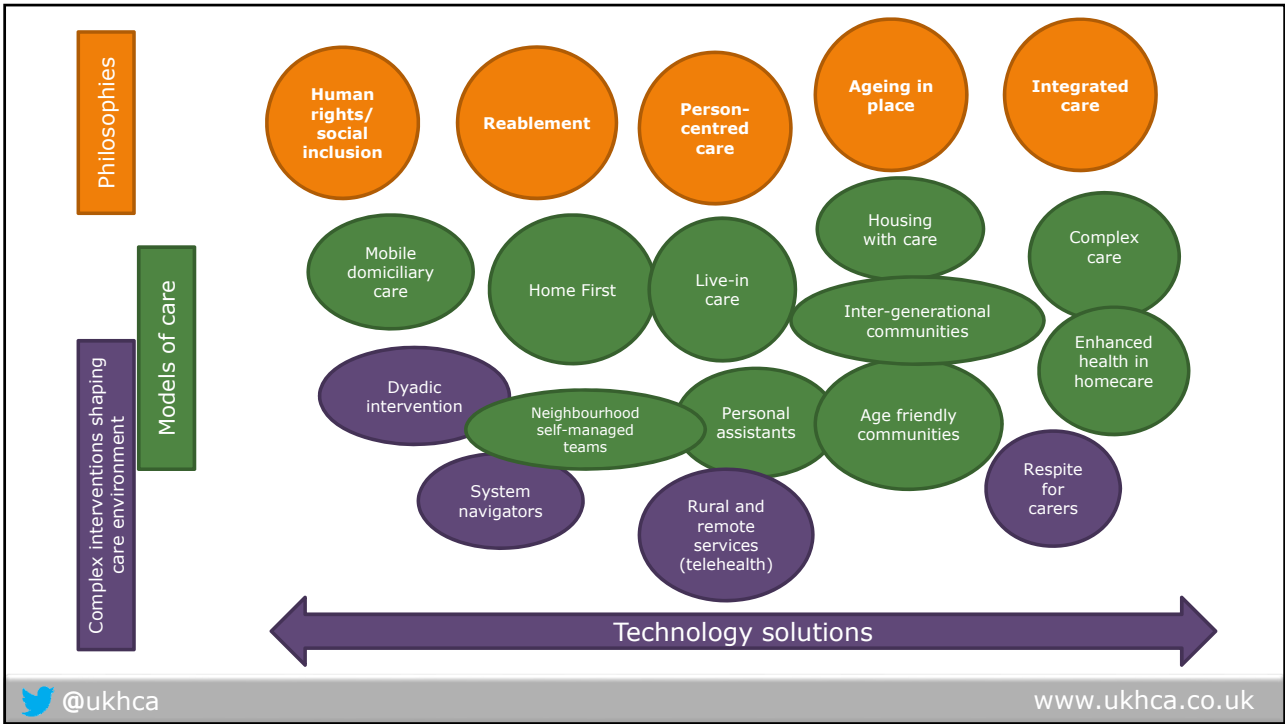 Philosophies
Models of care
Complex interventions shaping
care environment
Human
rights/
social
inclusion
Reablement
Person-
centred
care
Ageing in
place
Integrated
care
Mobile
domiciliary
care
Home First
Live-in
care
Housing
with care
Complex
care
Inter-generational
communities
Enhanced
health in
homecare
Dyadic
intervention
Neighbourhood
self-managed
teams
Personal
assistants
Age friendly
communities
System
navigators
Rural and
remote
services
(telehealth)
Respite
for
carers
Technology solutions
@ukhca
www.ukhca.co.uk